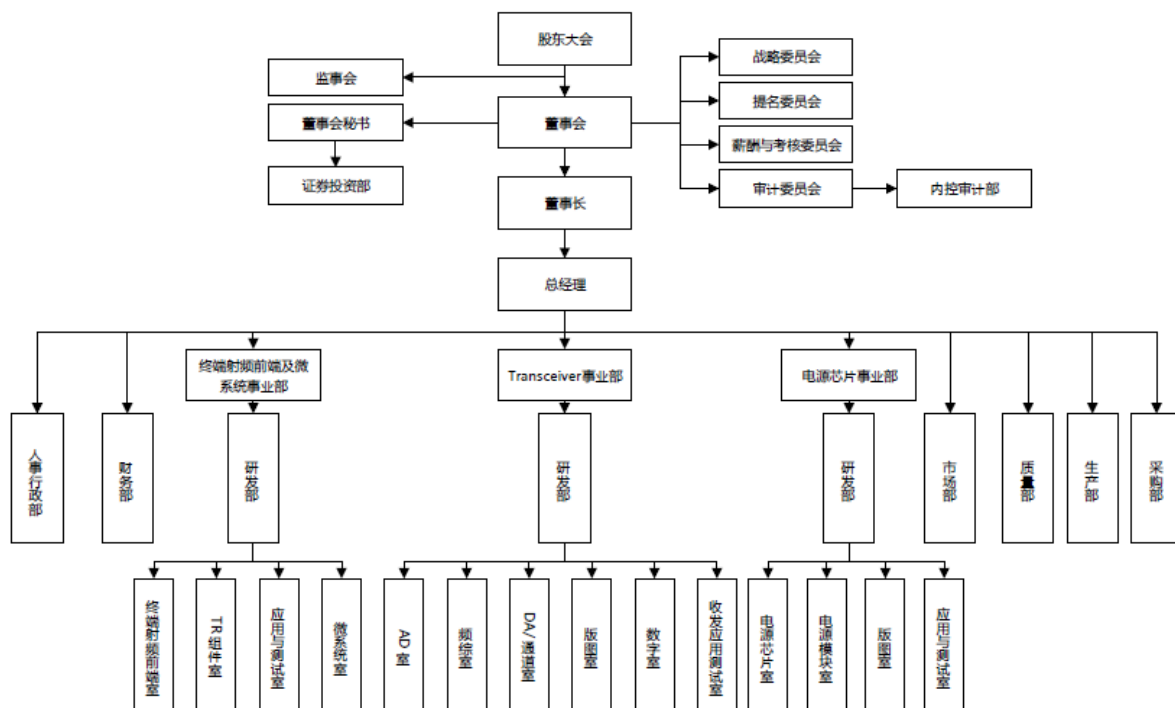 股东大会
战略委员会
监事会
提名委员会
董事会秘书
董事会
薪酬与考核委员会
证券投资部
董事长
审计委员会
内控审计部
总经理
终端射频前端及微
系统事业部
Transceiver事业部
电源芯片事业部
人事行政部
财务部
研发部
研发部
研发部
市场部
质量部
生产部
采购部
终端射频前端室
TR组件室
应用与测试室
微系统室
AD室
频综室
DA/通道室
版图室
数字室
收发应用测试室
电源芯片室
电源模块室
版图室
应用与测试室